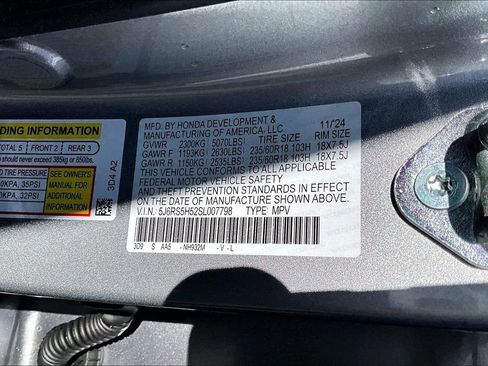 DING INFORMATION
TOTAL 5 FRONT 2 REAR 3
should never exceed 385kg or 850lbs.
TIRE PRESSURE
0KPA, 35PSI
0KPA, 32PSI
SEE OWNER'S
MANUAL FOR
ADDITIONAL
INFORMATION
3D4 A2
MFD. BY HONDA DEVELOPMENT & 11/24
MANUFACTURING OF AMERICA, LLC
GVWR 2300KG( 5070LBS) TIRE SIZE RIM SIZE
GAWR F 1193KG( 2630LBS) 235/60R18 103H 18X7.5J
GAWR R 1150KG( 2535LBS) 235/60R18 103H 18X7.5J
THIS VEHICLE CONFORMS TO ALL APPLICABLE
FEDERAL MOTOR VEHICLE SAFETY
AND THEFT PREVENTION STANDARDS IN EFFECT
ON THE DATE OF MANUFACTURE SHOWN ABOVE.
V.I.N. 5J6RS5H52SL007798 TYPE: MPV
3D9 S AA5 -NH932M -V-L